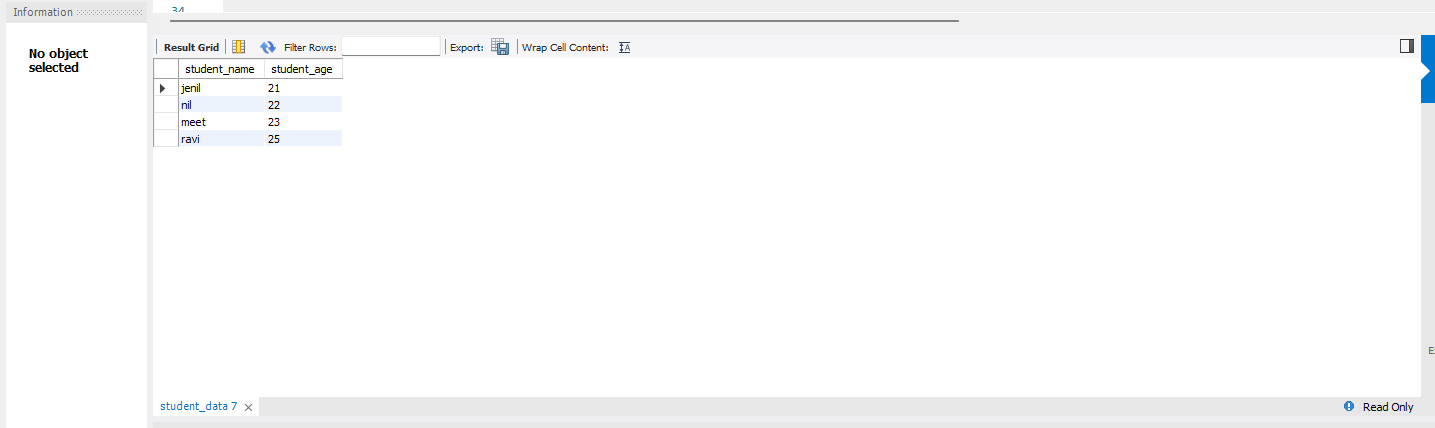 Information
No object
selected
34
Result Grid Filter Rows: Export: Wrap Cell Content:
student_name student_age
jenil 21
nil 22
meet 23
ravi 25
student_data 7
Read Only